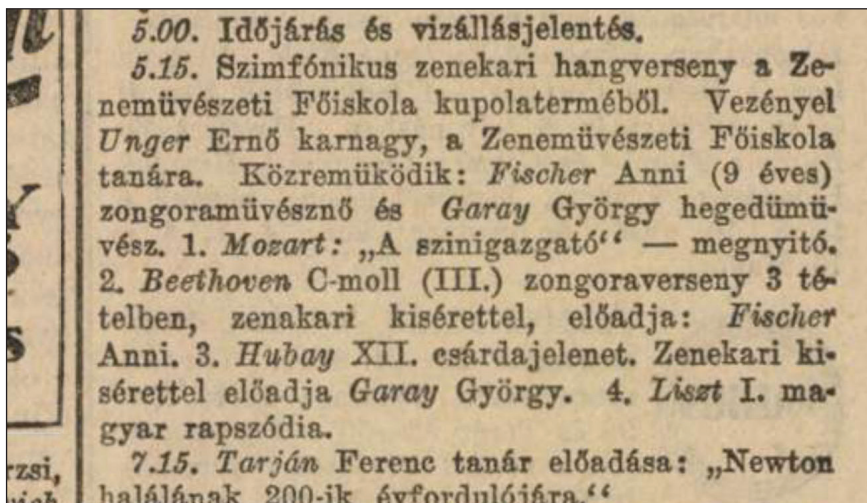 5.00. Időjárás és vizállásjelentés.
5.15. Szimfónikus zenekari hangverseny a Ze-
nemüvészeti Főiskola kupolaterméből. Vezényel
Unger Ernő karnagy, a Zenemüvészeti Főiskola
tanára. Közremüködik: Fischer Anni (9 éves)
zongoramüvésznő és Garay György hegedümü-
vész. 1. Mozart: „A szinigazgató‘‘ — megnyitó.
2. Beethoven C-moll (III.) zongoraverseny 3 té-
telben, zenakari kisérettel, előadja: Fischer
Anni. 3. Hubay XII. csárdajelenet. Zenekari ki-
sérettel előadja Garay György. 4. Liszt I. ma-
gyar rapszódia.
rzsi,
7.15. Tarján Ferenc tanár előadása: „Newton
halálának 200-ik évfordulójára.‘‘